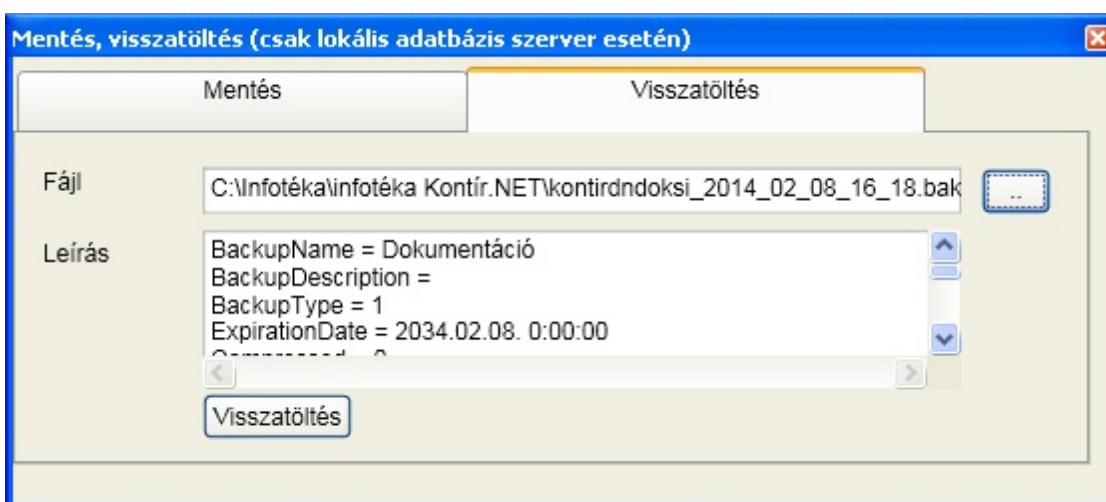 Mentés, visszatöltés (csak lokális adatbázis szerver esetén)
Mentés
Visszatöltés
Fájl
C:\Infotéka\infotéka Kontír.NET\kontirdndoksi_2014_02_08_16_18.bak
..
Leírás
BackupName = Dokumentáció
BackupDescription =
BackupType = 1
ExpirationDate = 2034.02.08. 0:00:00
Visszatöltés